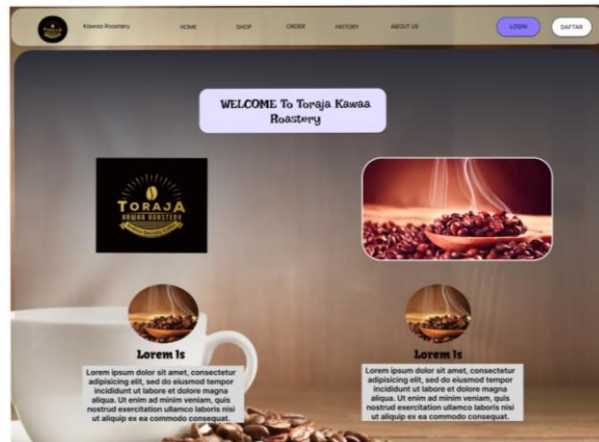 Kawaa Roastery
HOME
SHOP
ORDER
HISTORY
ABOUT US
LOGIN
DAFTAR
WELCOME To Toraja Kawaa
Roastery
TORAJA
KAWAA ROASTERY
Lorem Is
Lorem ipsum dolor sit amet, consectetur
adipisicing elit, sed do eiusmod tempor
incididunt ut labore et dolore magna
aliqua. Ut enim ad minim veniam, quis
nostrud exercitation ullamco laboris nisi
ut aliquip ex ea commodo consequat.
Lorem Is
Lorem ipsum dolor sit amet, consectetur
adipisicing elit, sed do eiusmod tempor
incididunt ut labore et dolore magna
aliqua. Ut enim ad minim veniam, quis
nostrud exercitation ullamco laboris nisi
ut aliquip ex ea commodo consequat.